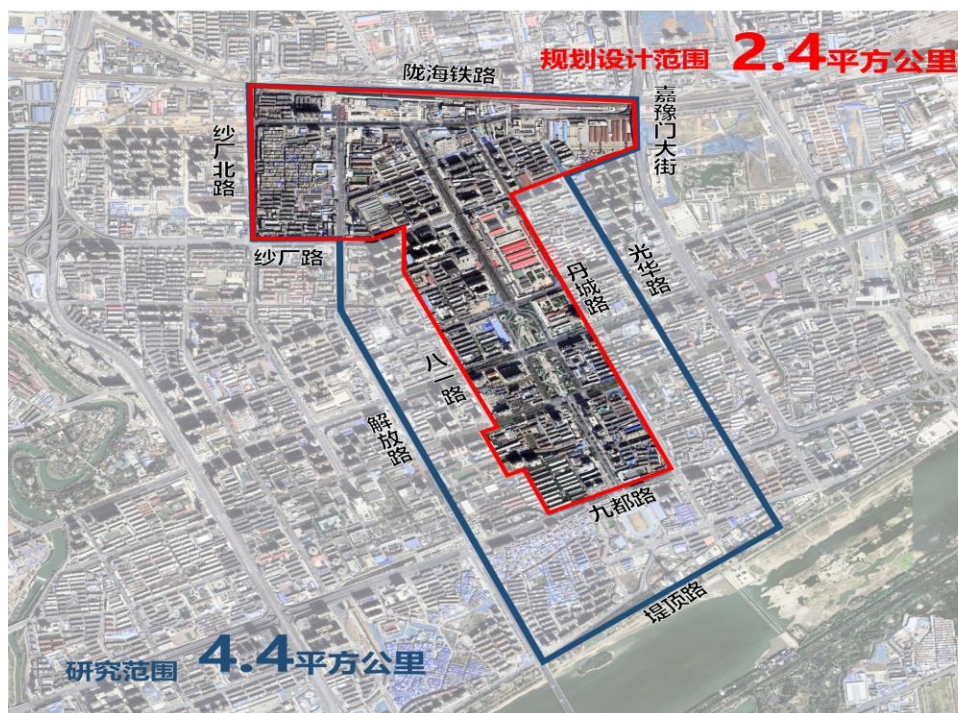 规划设计范围 2.4平方公里
陇海铁路
嘉豫门大街
纱厂北路
纱厂路
丹城路
光华路
八一路
解放路
九都路
堤顶路
研究范围 4.4平方公里